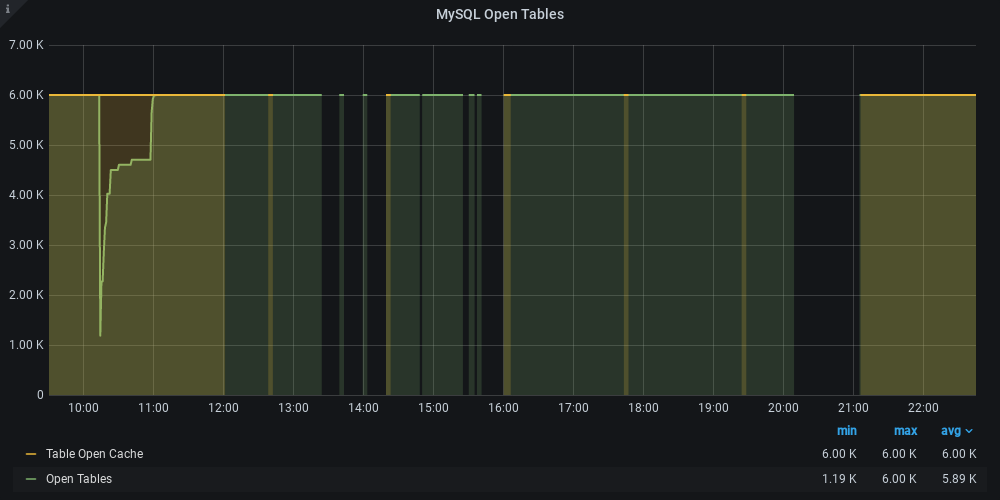 i
MySQL Open Tables
7.00 K
6.00 K
5.00 K
4.00 K
3.00 K
2.00 K
1.00 K
0
10:00 11:00 12:00 13:00 14:00 15:00 16:00 17:00 18:00 19:00 20:00 21:00 22:00
min max avg
Table Open Cache 6.00 K 6.00 K 6.00 K
Open Tables 1.19 K 6.00 K 5.89 K